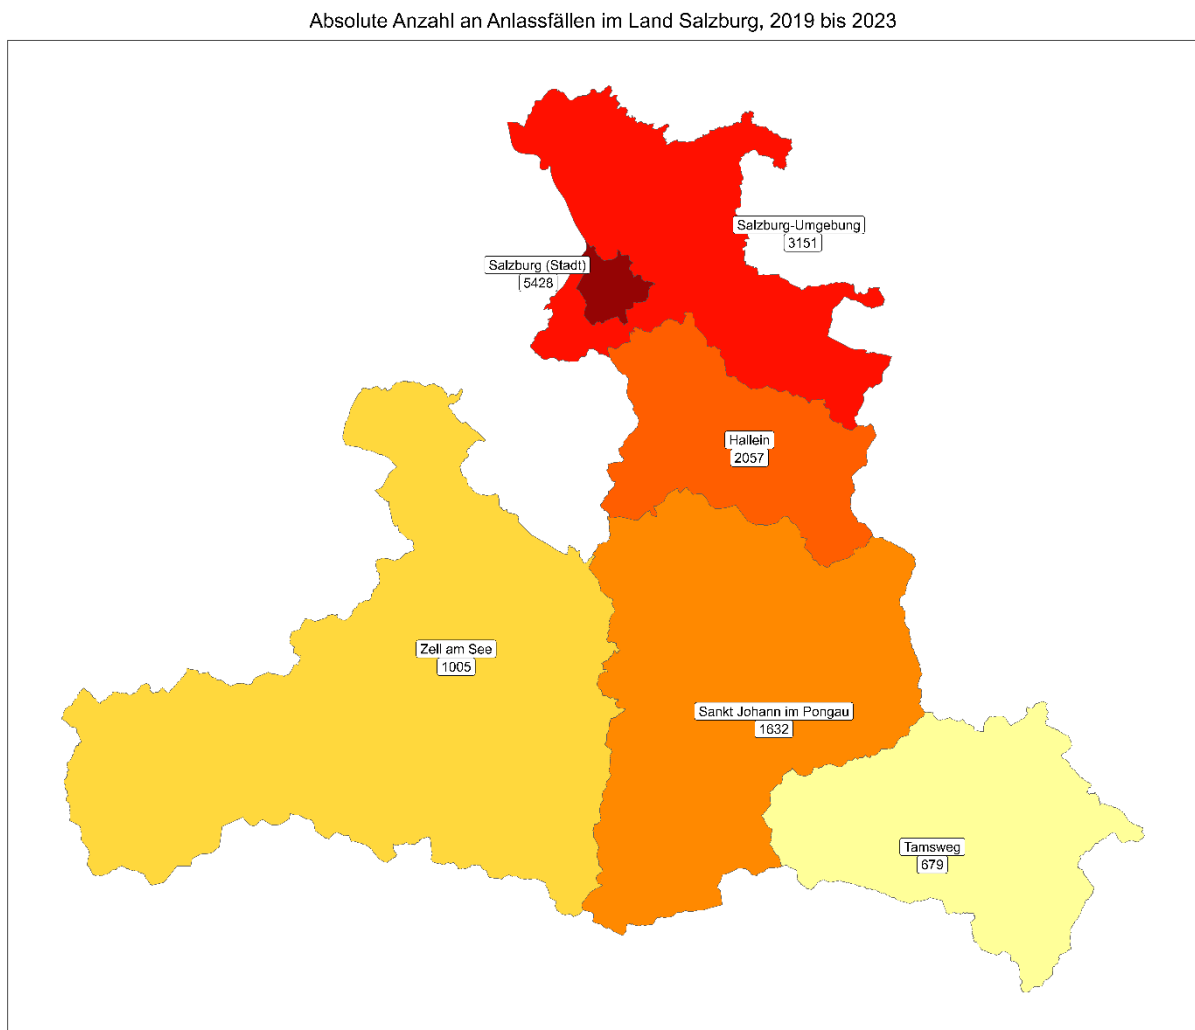 Absolute Anzahl an Anlassfällen im Land Salzburg, 2019 bis 2023
Salzburg-Umgebung
3151
Salzburg (Stadt)
5428
Hallein
2057
Zell am See
1005
Sankt Johann im Pongau
1632
Tamsweg
679